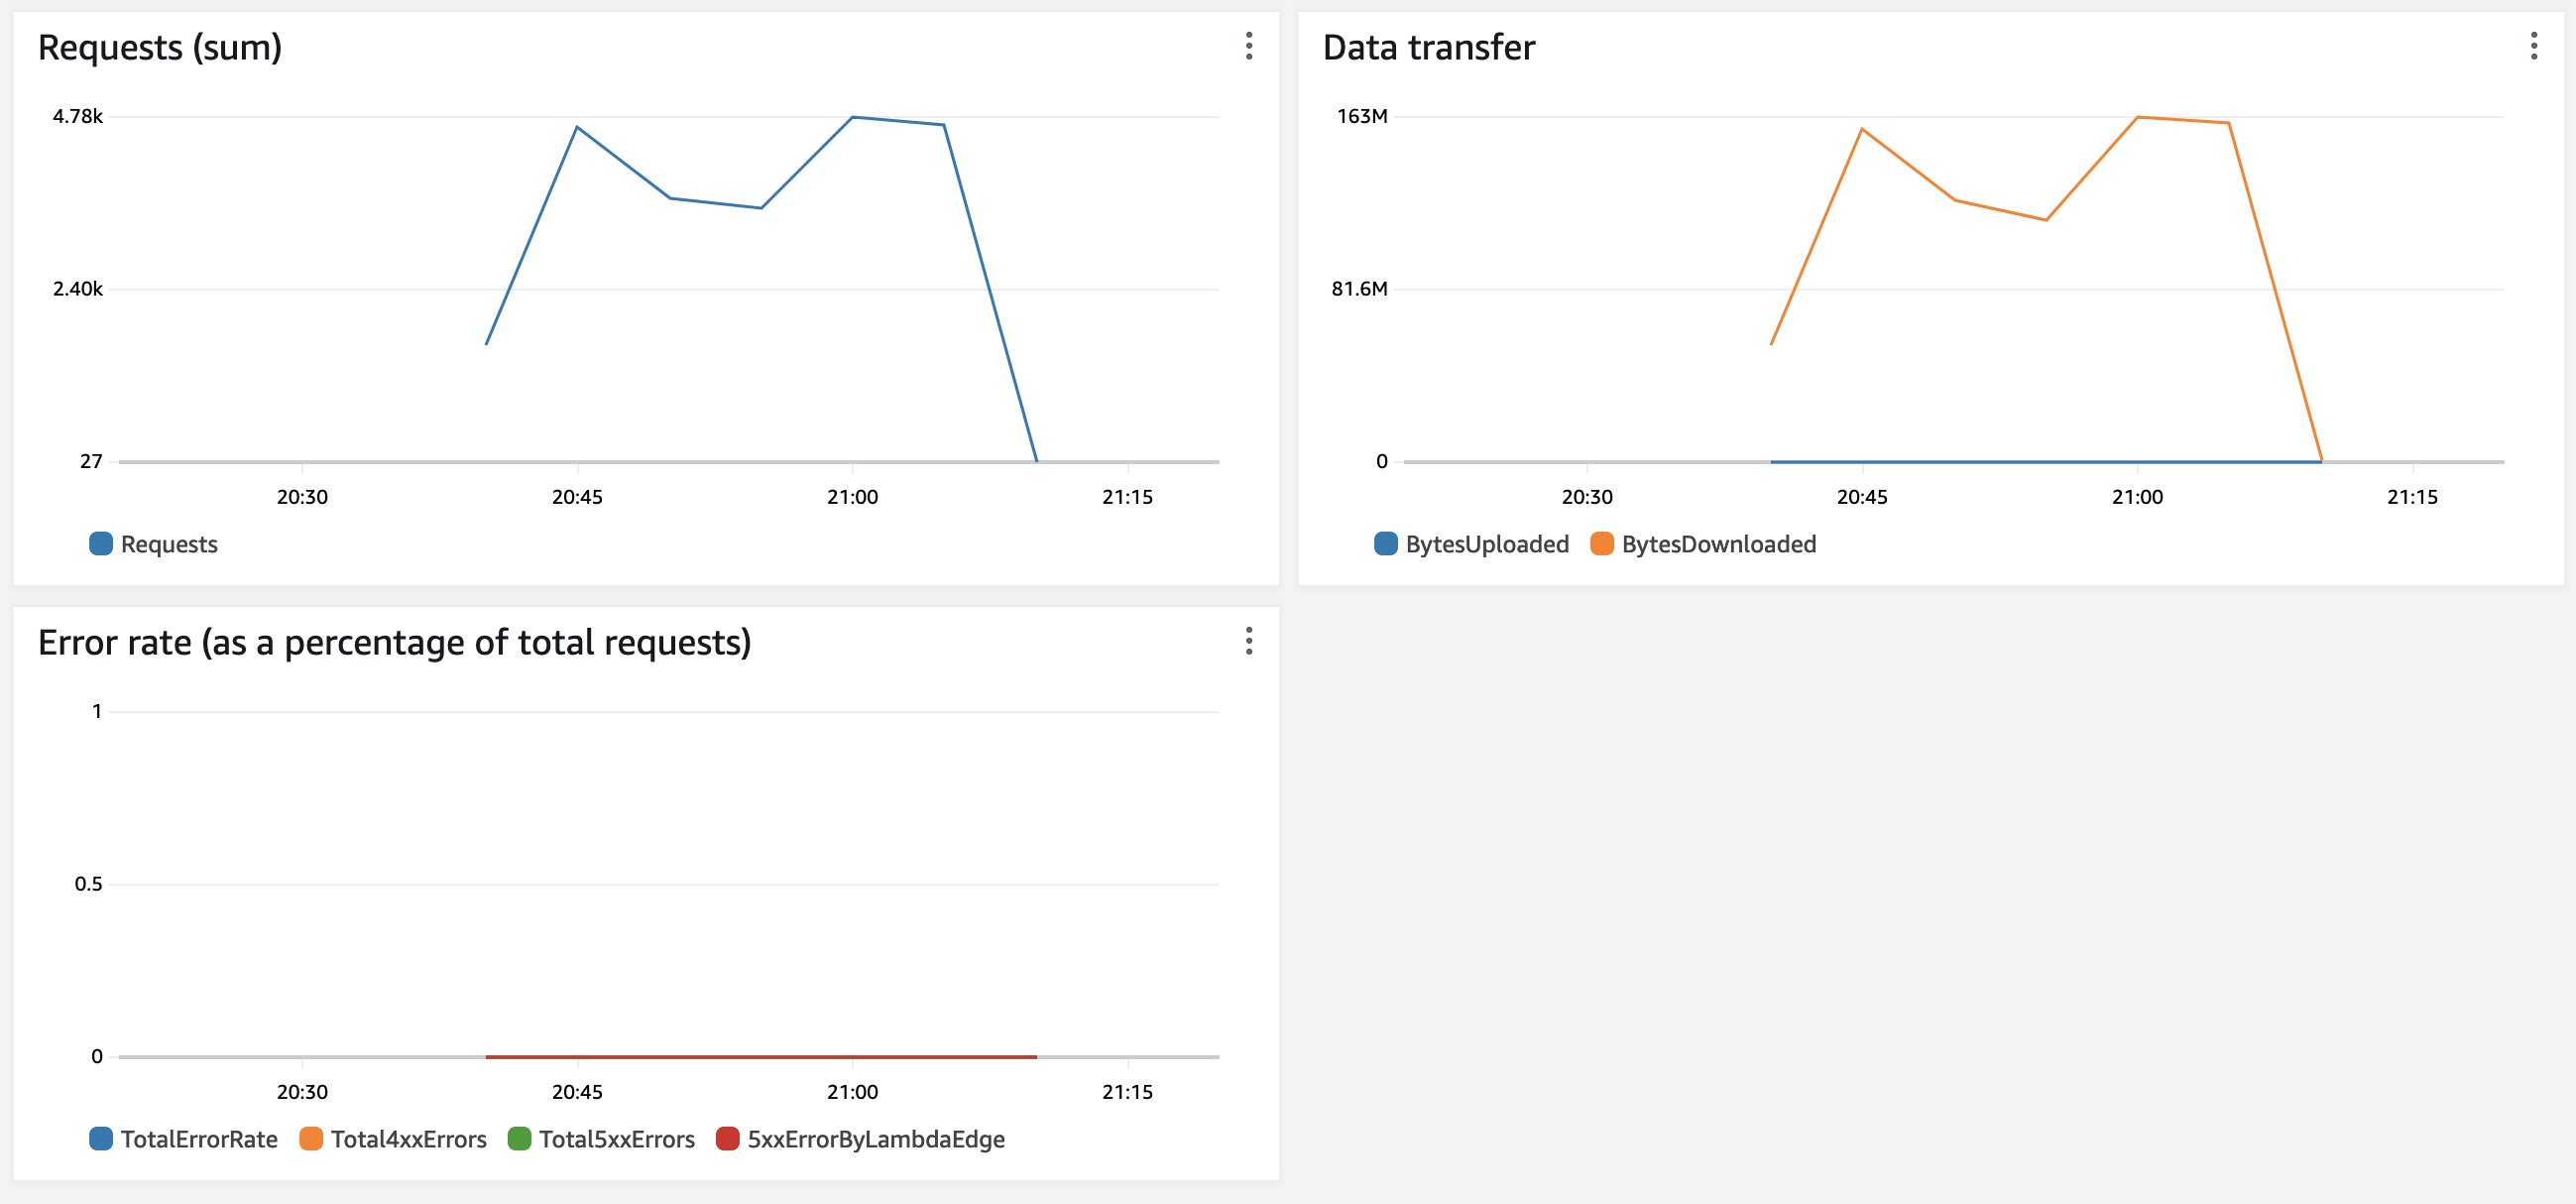 Requests (sum)
4.78k
2.40k
27
20:30 20:45 21:00 21:15
Requests
Data transfer
163M
81.6M
0
20:30 20:45 21:00 21:15
BytesUploaded BytesDownloaded
Error rate (as a percentage of total requests)
1
0.5
0
20:30 20:45 21:00 21:15
TotalErrorRate Total4xxErrors Total5xxErrors 5xxErrorByLambdaEdge